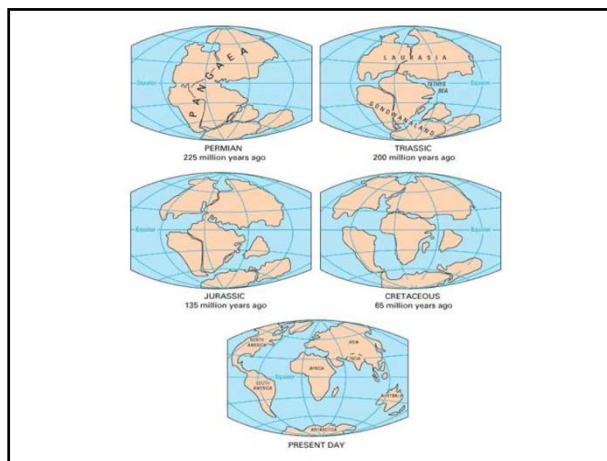 PANGAEA
Equator
PERMIAN
225 million years ago
LAURASIA
TETHYS
SEA
Equator
GONDWANALAND
TRIASSIC
200 million years ago
Equator
JURASSIC
135 million years ago
Equator
CRETACEOUS
65 million years ago
NORTH
AMERICA
ASIA
INDIA
AFRICA
Equator
SOUTH
AMERICA
AUSTRALIA
ANTARCTICA
PRESENT DAY